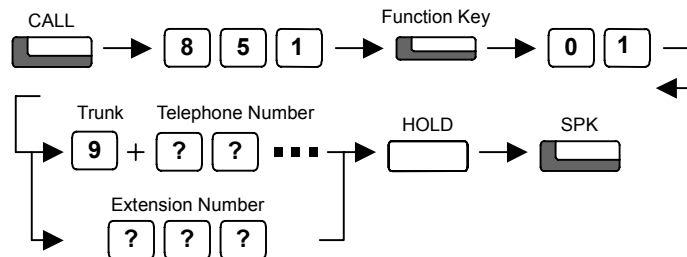 CALL
Function Key
8 5 1
0 1
Trunk
Telephone Number
HOLD
SPK
9 + ? ?
Extension Number
? ? ?